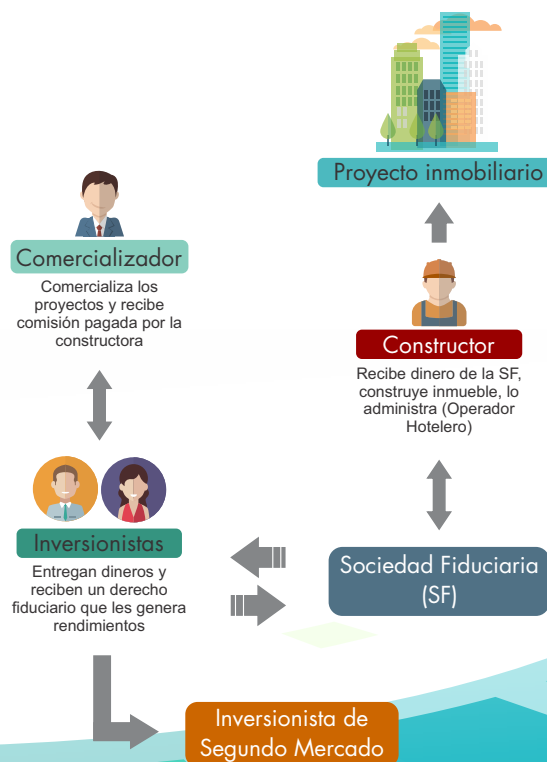 Proyecto inmobiliario
Comercializador
Comercializa los
proyectos y recibe
comisión pagada por la
constructora
Constructor
Recibe dinero de la SF,
construye inmueble, lo
administra (Operador
Hotelero)
Inversionistas
Entregan dineros y
reciben un derecho
fiduciario que les genera
rendimientos
Sociedad Fiduciaria
(SF)
Inversionista de
Segundo Mercado